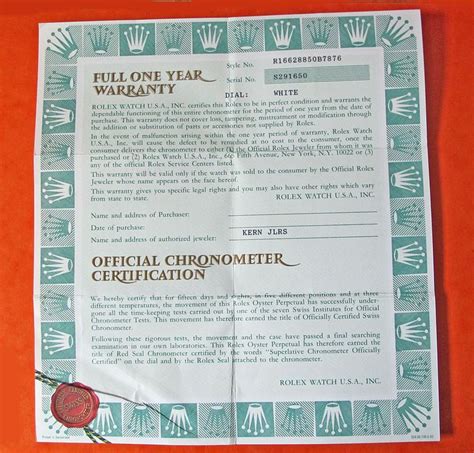 Style No. R16628850B7876
FULL ONE YEAR
WARRANTY
Serial No. N291650
DIAL: WHITE
ROLEX WATCH U.S.A., INC. certifies this Rolex to be in perfect condition and warrants the
dependable functioning of this entire chronometer for the period of one year from the date of
purchase. This warranty does not cover loss, tampering, mistreatment or modification through
the addition or substitution of parts or accessories not supplied by Rolex.
In the event of malfunction arising within the one year period of warranty, Rolex Watch
U.S.A., Inc. will cause the defect to be remedied at no cost to the consumer, once the
consumer delivers the chronometer to either (1) the Official Rolex Jeweler from whom it was
purchased or (2) Rolex Watch U.S.A., Inc., 665 Fifth Avenue, New York, N.Y. 10022 or (3)
any of the official Rolex Service Centers listed.
This warranty will be valid only if the watch was sold to the consumer by the Official Rolex
Jeweler whose name appears on the face hereof.
This warranty gives you specific legal rights and you may also have other rights which vary
from state to state.
ROLEX WATCH U.S.A., INC.
Name and address of Purchaser:
Date of purchase:
KERN JLRS
Name and address of authorized jeweler:
OFFICIAL CHRONOMETER
CERTIFICATION
We hereby certify that for fifteen days and nights, in five different positions and at three
different temperatures, the movement of this Rolex Oyster Perpetual has successfully under-
gone all the time-keeping tests carried out by one of the seven Swiss Institutes for Official
Chronometer Tests. This movement has therefore earned the title of Officially Certified Swiss
Chronometer.
Following these rigorous tests, the movement and the case have passed a final searching
examination in our own laboratories. This Rolex Oyster Perpetual has therefore earned the
title of Red Seal Chronometer certified by the words "Superlative Chronometer Officially
Certified" on the dial and by the Rolex Seal attached to the chronometer.
ROLEX WATCH U.S.A., INC.